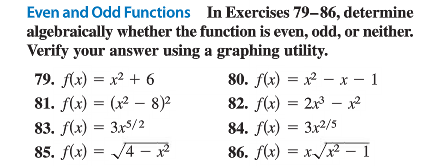 Even and Odd Functions In Exercises 79–86, determine
algebraically whether the function is even, odd, or neither.
Verify your answer using a graphing utility.
79. f(x) = x² + 6 80. f(x) = x² − x − 1
81. f(x) = (x² − 8)² 82. f(x) = 2x³ − x²
83. f(x) = 3x^{5/2} 84. f(x) = 3x^{2/5}
85. f(x) = √(4 − x²) 86. f(x) = x√(x² − 1)